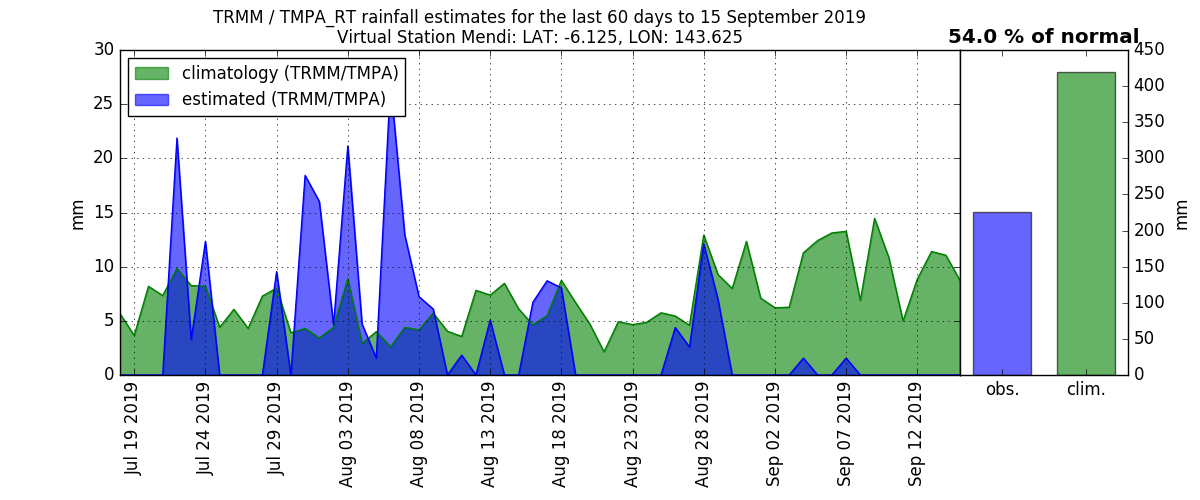 TRMM / TMPA_RT rainfall estimates for the last 60 days to 15 September 2019
Virtual Station Mendi: LAT: -6.125, LON: 143.625
54.0 % of normal
climatology (TRMM/TMPA)
estimated (TRMM/TMPA)
30
25
20
15
10
5
0
mm
Jul 19 2019
Jul 24 2019
Jul 29 2019
Aug 03 2019
Aug 08 2019
Aug 13 2019
Aug 18 2019
Aug 23 2019
Aug 28 2019
Sep 02 2019
Sep 07 2019
Sep 12 2019
450
400
350
300
250
200
150
100
50
0
mm
obs.
clim.